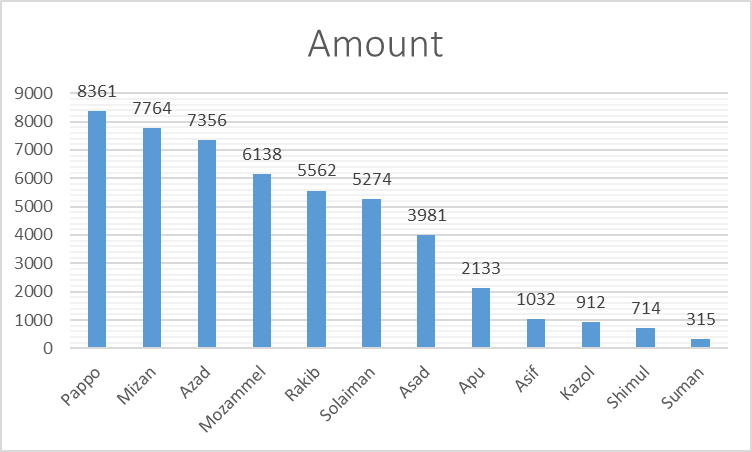 Amount
9000
8000
7000
6000
5000
4000
3000
2000
1000
0
8361
7764
7356
6138
5562
5274
3981
2133
1032
912
714
315
Pappo
Mizan
Azad
Mozammel
Rakib
Solaiman
Asad
Apu
Asif
Kazol
Shimul
Suman